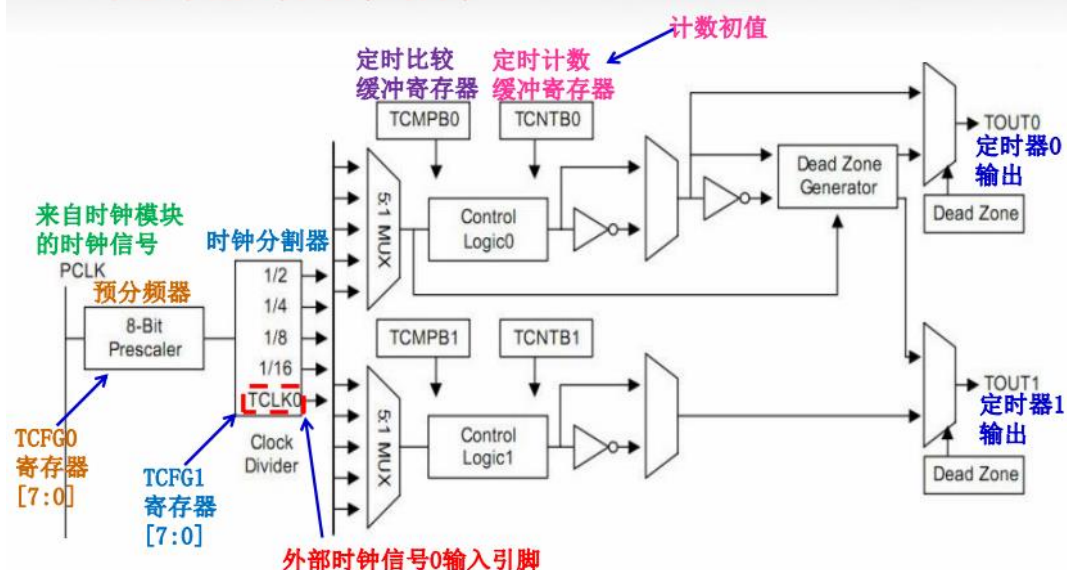 计数初值
定时比较
缓冲寄存器
定时计数
缓冲寄存器
TCMPB0
TCNTB0
TOUT0
定时器0
输出
Dead Zone
Generator
Dead Zone
5:1 MUX
Control
Logic0
来自时钟模块
的时钟信号
时钟分割器
PCLK
预分频器
8-Bit
Prescaler
1/2
1/4
1/8
1/16
TCLK0
Clock
Divider
TCMPB1
TCNTB1
5:1 MUX
Control
Logic1
TOUT1
定时器1
输出
Dead Zone
TCFG0
寄存器
[7:0]
TCFG1
寄存器
[7:0]
外部时钟信号0输入引脚